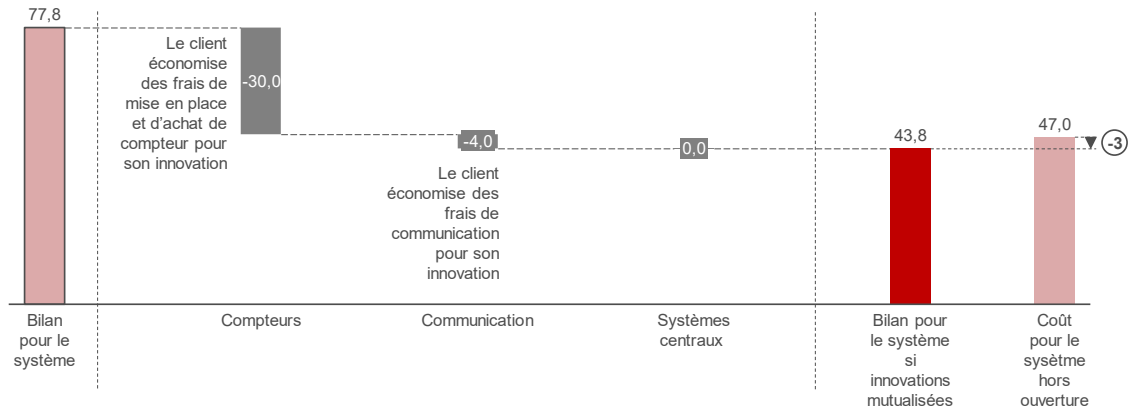 77,8
Le client
économise
des frais de
mise en place
et d’achat de
compteur pour
son innovation
-30,0
-4,0
Le client
économise des
frais de
communication
pour son
innovation
0,0
43,8
47,0
-3
Bilan
pour le
système
Compteurs
Communication
Systèmes
centraux
Bilan pour
le système
si
innovations
mutualisées
Coût
pour le
sysètme
hors
ouverture